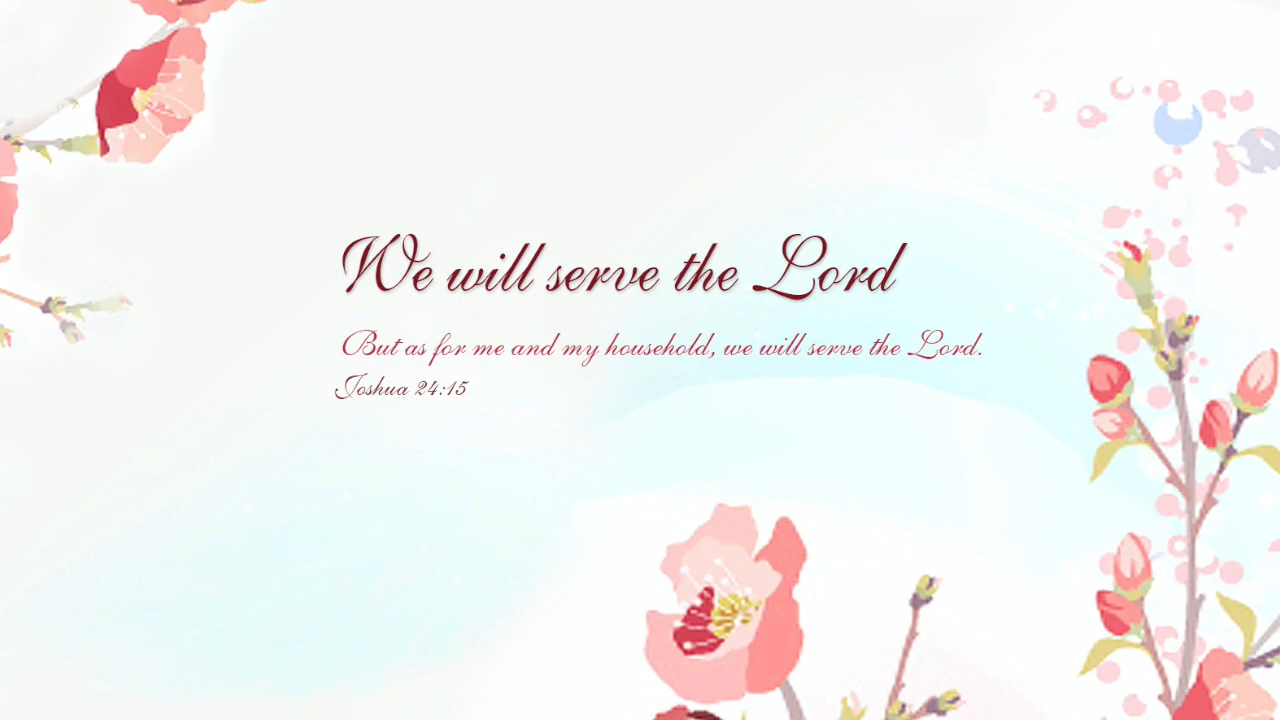 We will serve the Lord
But as for me and my household, we will serve the Lord.
Joshua 24:15